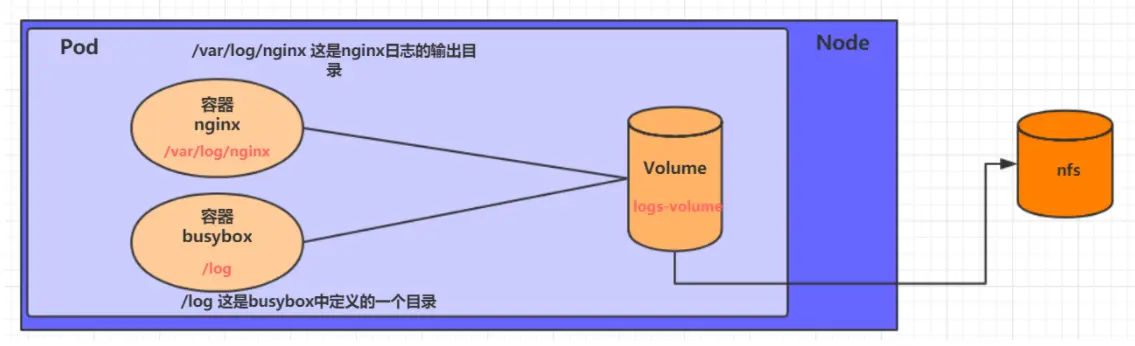 Pod
Node
/var/log/nginx 这是nginx日志的输出目
录
容器
nginx
/var/log/nginx
容器
busybox
/log
/log 这是busybox中定义的一个目录
Volume
logs-volume
nfs